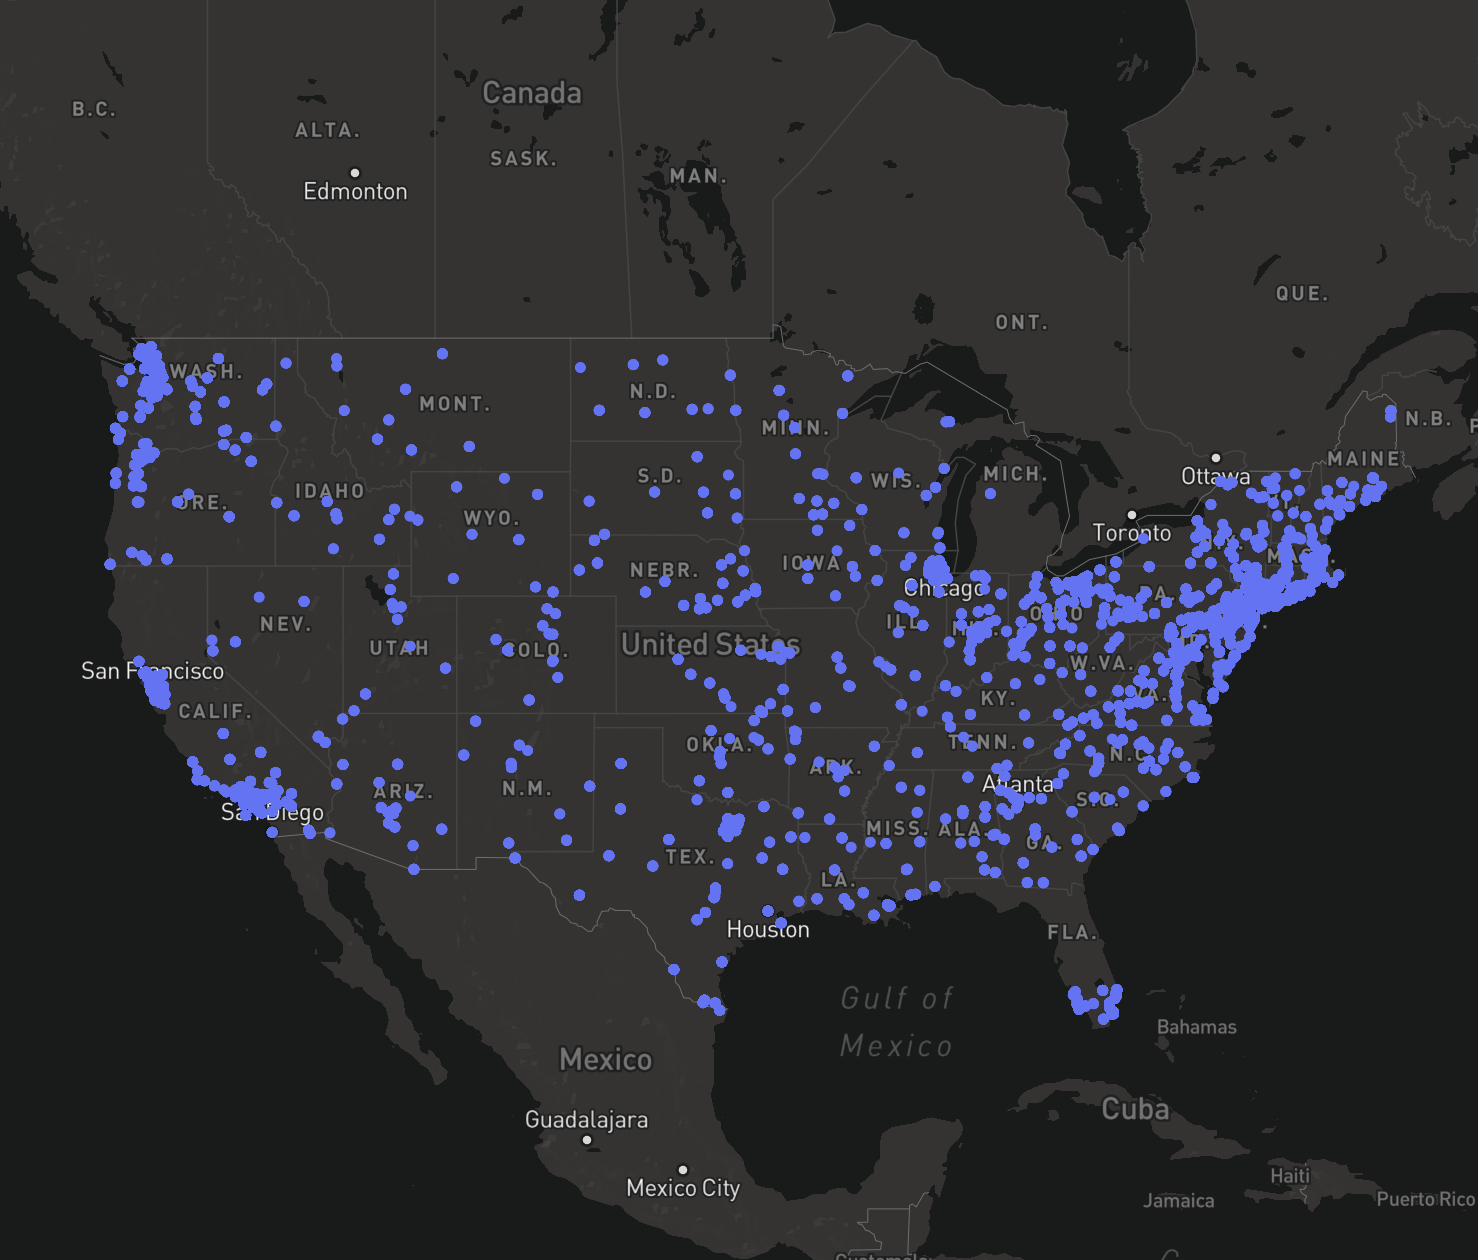 Canada
B.C.
ALTA.
SASK.
MAN.
Edmonton
QUE.
ONT.
WASH.
MONT.
N.D.
MINN.
N.B.
MAINE
Ottawa
S.D.
WIS.
MICH.
IDAHO
ORE.
WYO.
Toronto
IOWA
NEBR.
Chicago
PA.
OHIO
NEV.
ILL.
UTAH
COLO.
United States
San Francisco
W.VA.
VA.
CALIF.
KY.
OKLA.
TENN.
N.C.
ARK.
ARIZ.
N.M.
Atlanta
S.C.
San Diego
MISS.
ALA.
GA.
TEX.
LA.
Houston
FLA.
Gulf of
Mexico
Bahamas
Mexico
Cuba
Guadalajara
Mexico City
Haiti
Jamaica
Puerto Rico